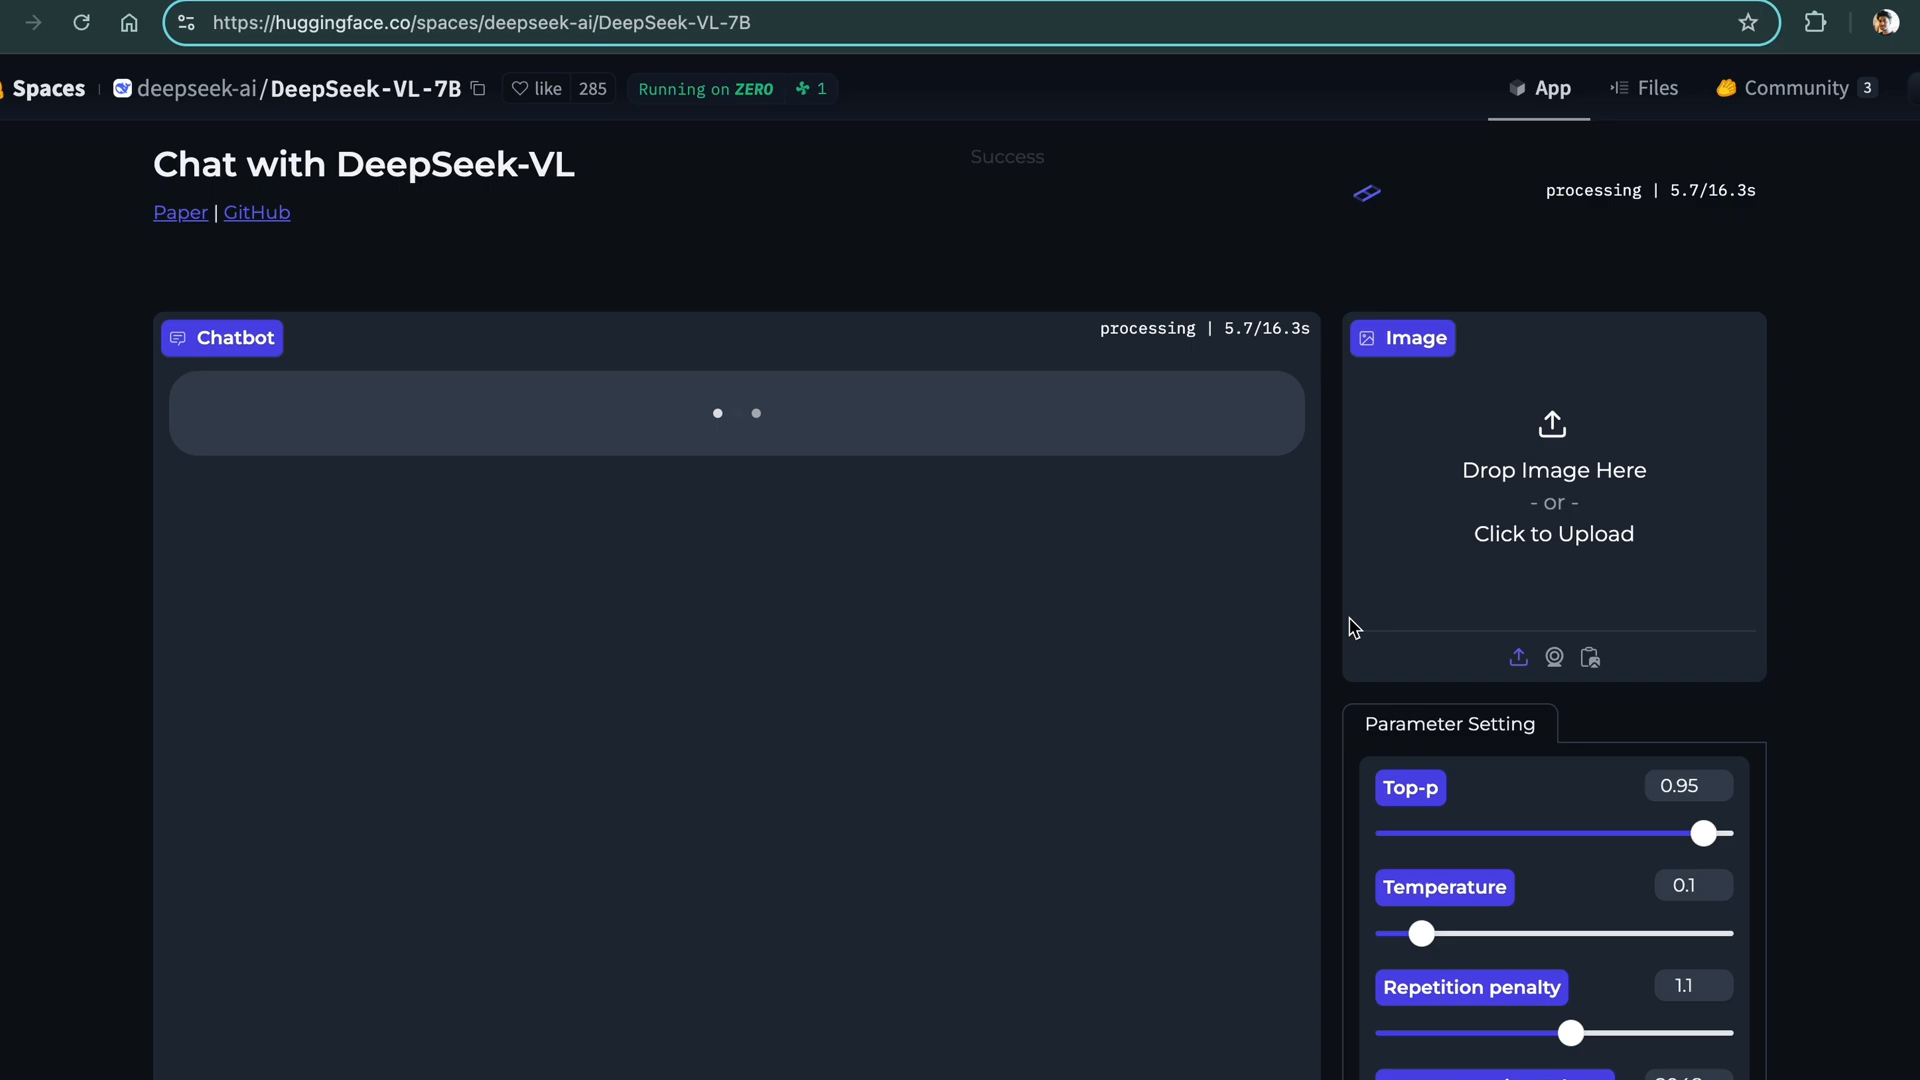 https://huggingface.co/spaces/deepseek-ai/DeepSeek-VL-7B
Spaces deepseek-ai/DeepSeek-VL-7B like 285 Running on ZERO 1 App Files Community 3
Chat with DeepSeek-VL
Success
processing | 5.7/16.3s
Paper | GitHub
Chatbot
processing | 5.7/16.3s
Image
Drop Image Here
- or -
Click to Upload
Parameter Setting
Top-p 0.95
Temperature 0.1
Repetition penalty 1.1